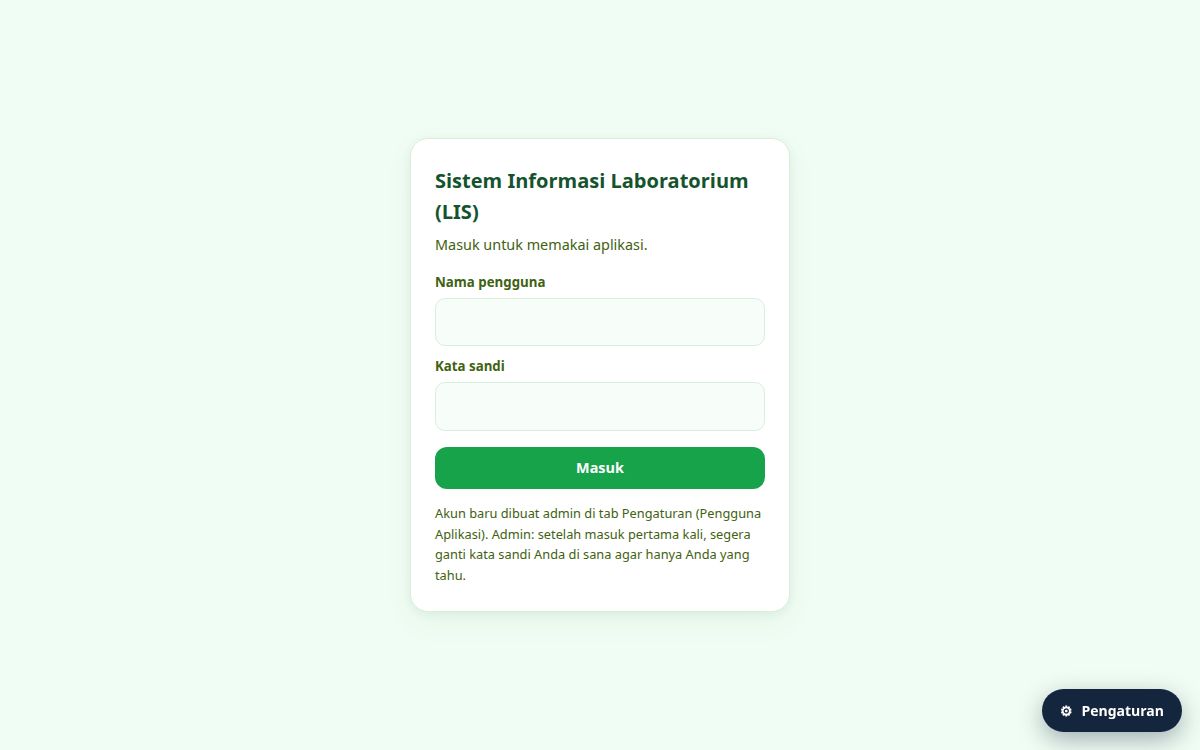 Sistem Informasi Laboratorium
(LIS)
Masuk untuk memakai aplikasi.
Nama pengguna
Kata sandi
Masuk
Akun baru dibuat admin di tab Pengaturan (Pengguna
Aplikasi). Admin: setelah masuk pertama kali, segera
ganti kata sandi Anda di sana agar hanya Anda yang
tahu.
⚙ Pengaturan